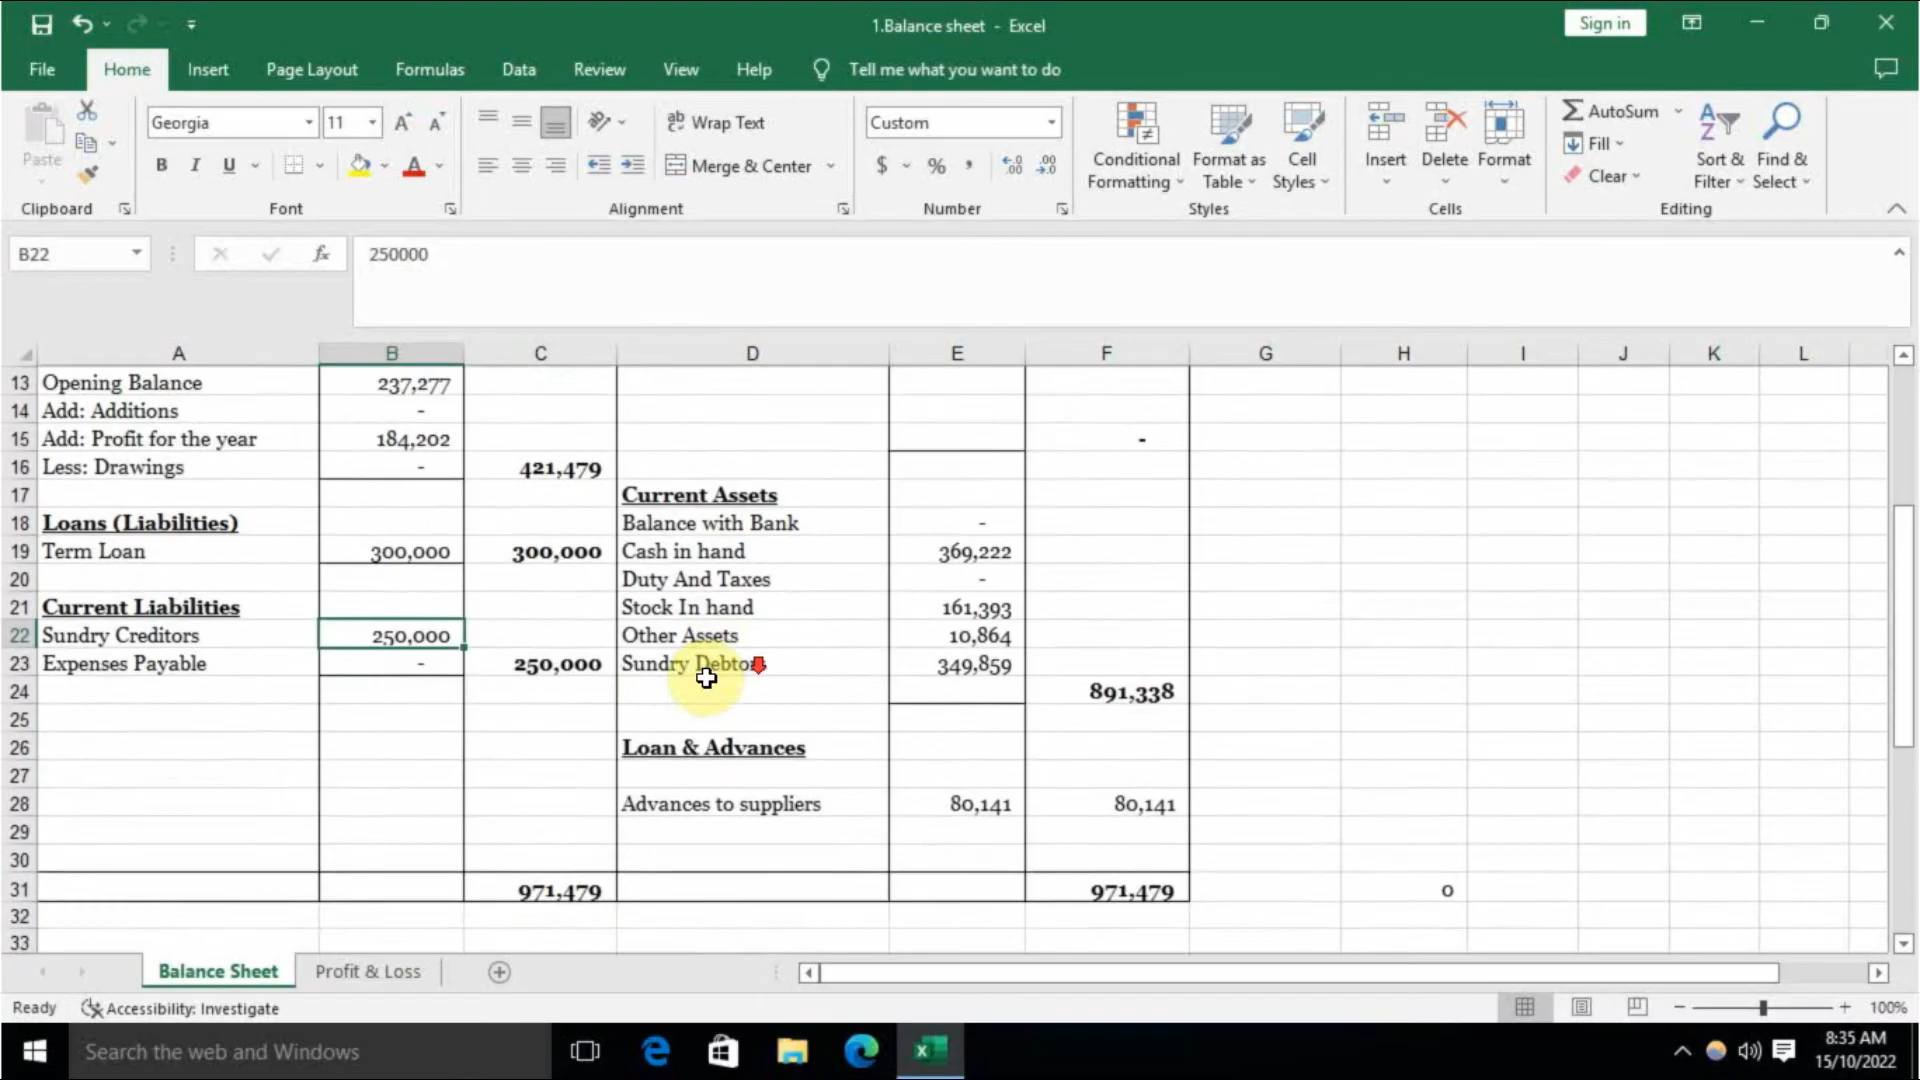 1.Balance sheet - Excel
Sign in
File Home Insert Page Layout Formulas Data Review View Help Tell me what you want to do
Paste
Georgia 11
B I U
Wrap Text
Merge & Center
Custom
$ % ,
Conditional Formatting
Format as Table
Cell Styles
Insert Delete Format
AutoSum
Fill
Clear
Sort & Filter
Find & Select
Clipboard Font Alignment Number Styles Cells Editing
B22 fx 250000
A B C D E F G H I J K L
13 Opening Balance 237,277
14 Add: Additions -
15 Add: Profit for the year 184,202 -
16 Less: Drawings - 421,479
17 Current Assets
18 Loans (Liabilities) Balance with Bank -
19 Term Loan 300,000 300,000 Cash in hand 369,222
20 Duty And Taxes -
21 Current Liabilities Stock In hand 161,393
22 Sundry Creditors 250,000 Other Assets 10,864
23 Expenses Payable - 250,000 Sundry Debtors 349,859
24 891,338
25
26 Loan & Advances
27
28 Advances to suppliers 80,141 80,141
29
30
31 971,479 971,479 0
32
33
Balance Sheet Profit & Loss
Ready Accessibility: Investigate 100%
Search the web and Windows
8:35 AM
15/10/2022